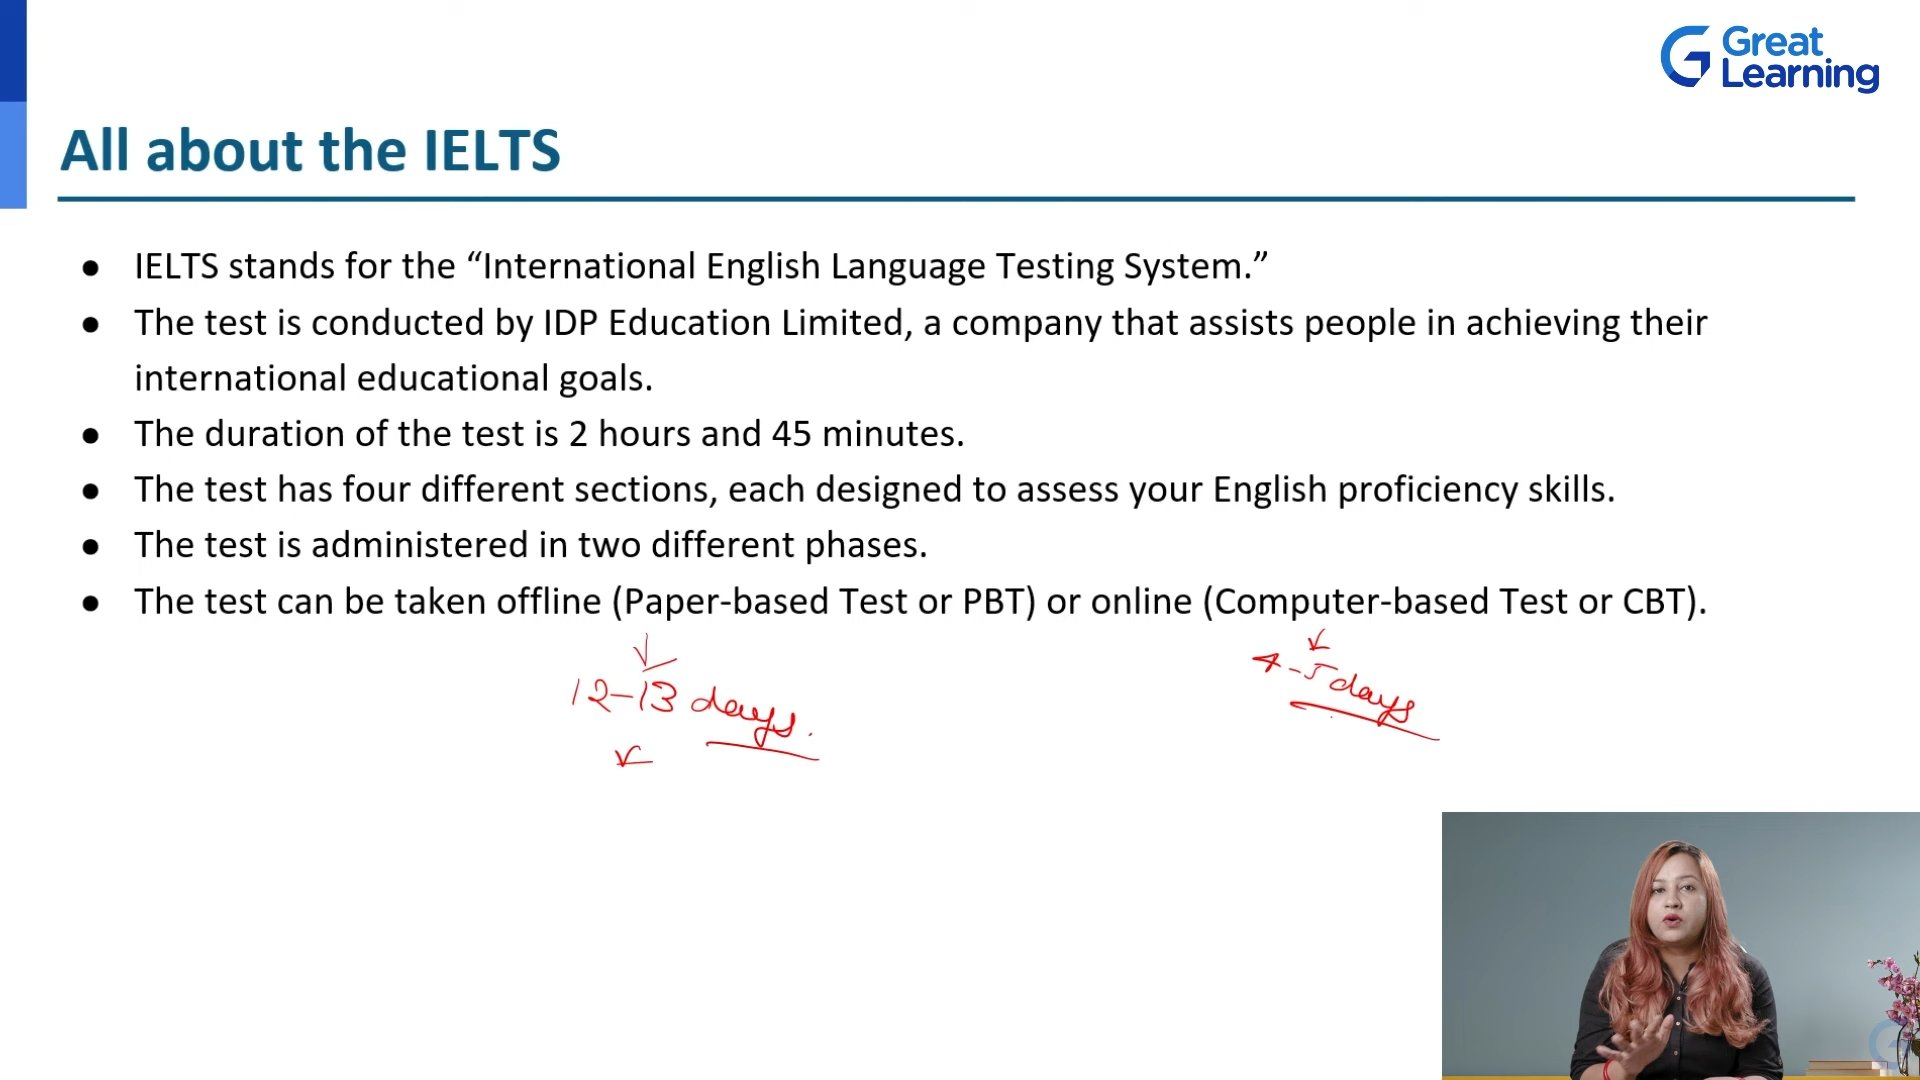 Great
Learning
All about the IELTS
● IELTS stands for the “International English Language Testing System.”
● The test is conducted by IDP Education Limited, a company that assists people in achieving their
international educational goals.
● The duration of the test is 2 hours and 45 minutes.
● The test has four different sections, each designed to assess your English proficiency skills.
● The test is administered in two different phases.
● The test can be taken offline (Paper-based Test or PBT) or online (Computer-based Test or CBT).
12-13 days.
4-5 days